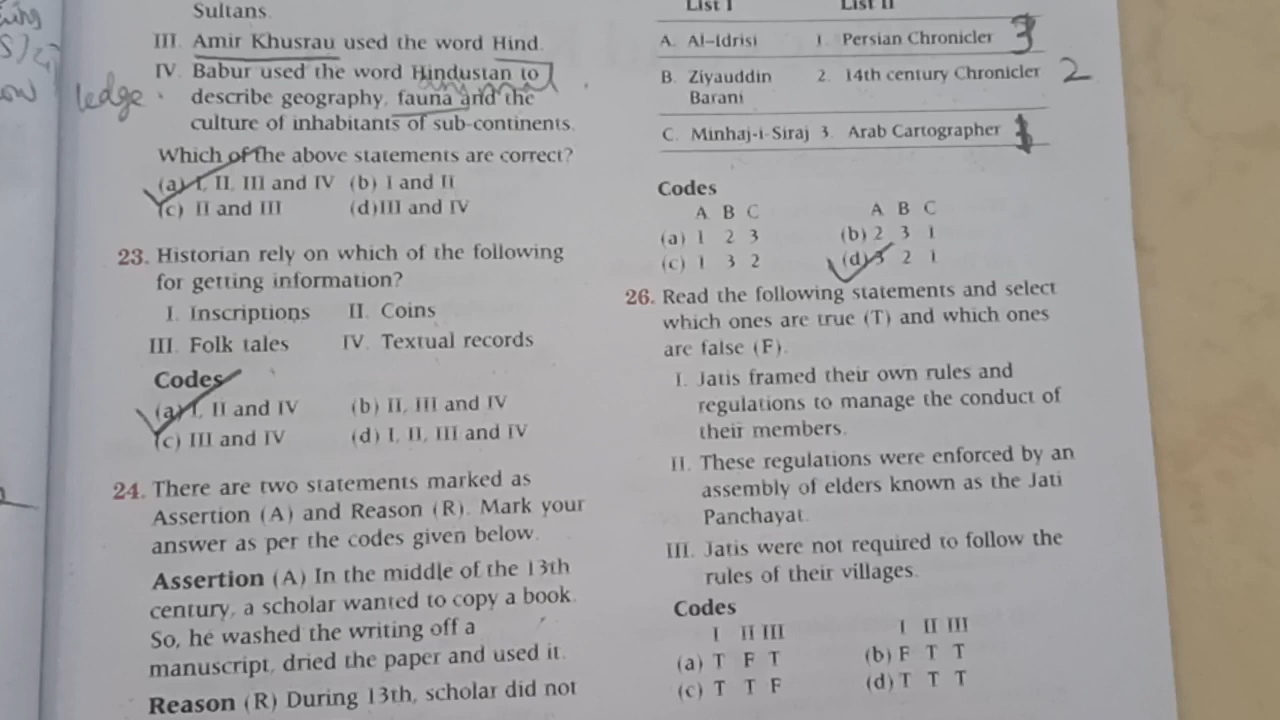 Sultans.
III. Amir Khusrau used the word Hind.
IV. Babur used the word Hindustan to
ledge.
describe geography, fauna and the
culture of inhabitants of sub-continents.
Which of the above statements are correct?
(a) I, II, III and IV (b) I and II
(c) II and III (d) III and IV
23. Historian rely on which of the following
for getting information?
I. Inscriptions II. Coins
III. Folk tales IV. Textual records
Codes
(a) I, II and IV (b) II, III and IV
(c) III and IV (d) I, II, III and IV
24. There are two statements marked as
Assertion (A) and Reason (R). Mark your
answer as per the codes given below.
Assertion (A) In the middle of the 13th
century, a scholar wanted to copy a book.
So, he washed the writing off a
manuscript, dried the paper and used it.
Reason (R) During 13th, scholar did not
List I List II
A. Al-Idrisi 1. Persian Chronicler 3
B. Ziyauddin 2. 14th century Chronicler 2
Barani
C. Minhaj-i-Siraj 3. Arab Cartographer 1
Codes
A B C A B C
(a) 1 2 3 (b) 2 3 1
(c) 1 3 2 (d) 3 2 1
26. Read the following statements and select
which ones are true (T) and which ones
are false (F).
I. Jatis framed their own rules and
regulations to manage the conduct of
their members.
II. These regulations were enforced by an
assembly of elders known as the Jati
Panchayat.
III. Jatis were not required to follow the
rules of their villages.
Codes
I II III I II III
(a) T F T (b) F T T
(c) T T F (d) T T T